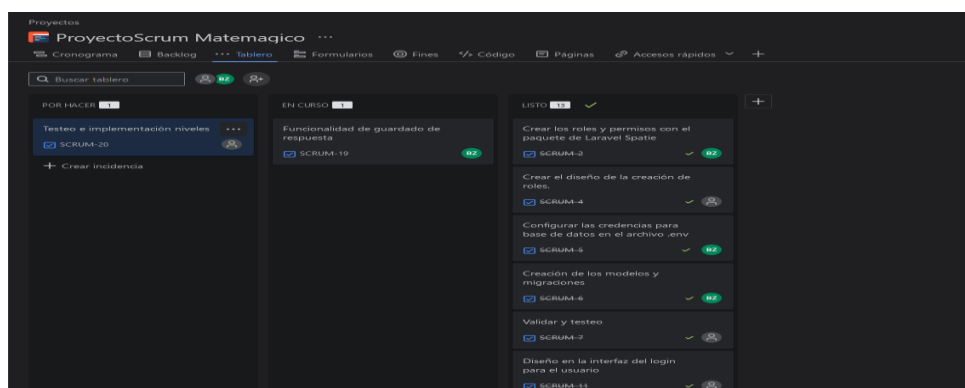 Proyectos
ProyectoScrum Matemagico ...
Cronograma Backlog ... Tablero Formularios Fines Código Páginas Accesos rápidos
Buscar tablero BZ
POR HACER 1
Testeo e implementación niveles ...
SCRUM-20
Crear incidencia
EN CURSO 1
Funcionalidad de guardado de
respuesta
SCRUM-19 BZ
LISTO 13
Crear los roles y permisos con el
paquete de Laravel Spatie
SCRUM-2 BZ
Crear el diseño de la creación de
roles.
SCRUM-4
Configurar las credencias para
base de datos en el archivo .env
SCRUM-5 BZ
Creación de los modelos y
migraciones
SCRUM-6 BZ
Validar y testeo
SCRUM-7
Diseño en la interfaz del login
para el usuario
SCRUM-11